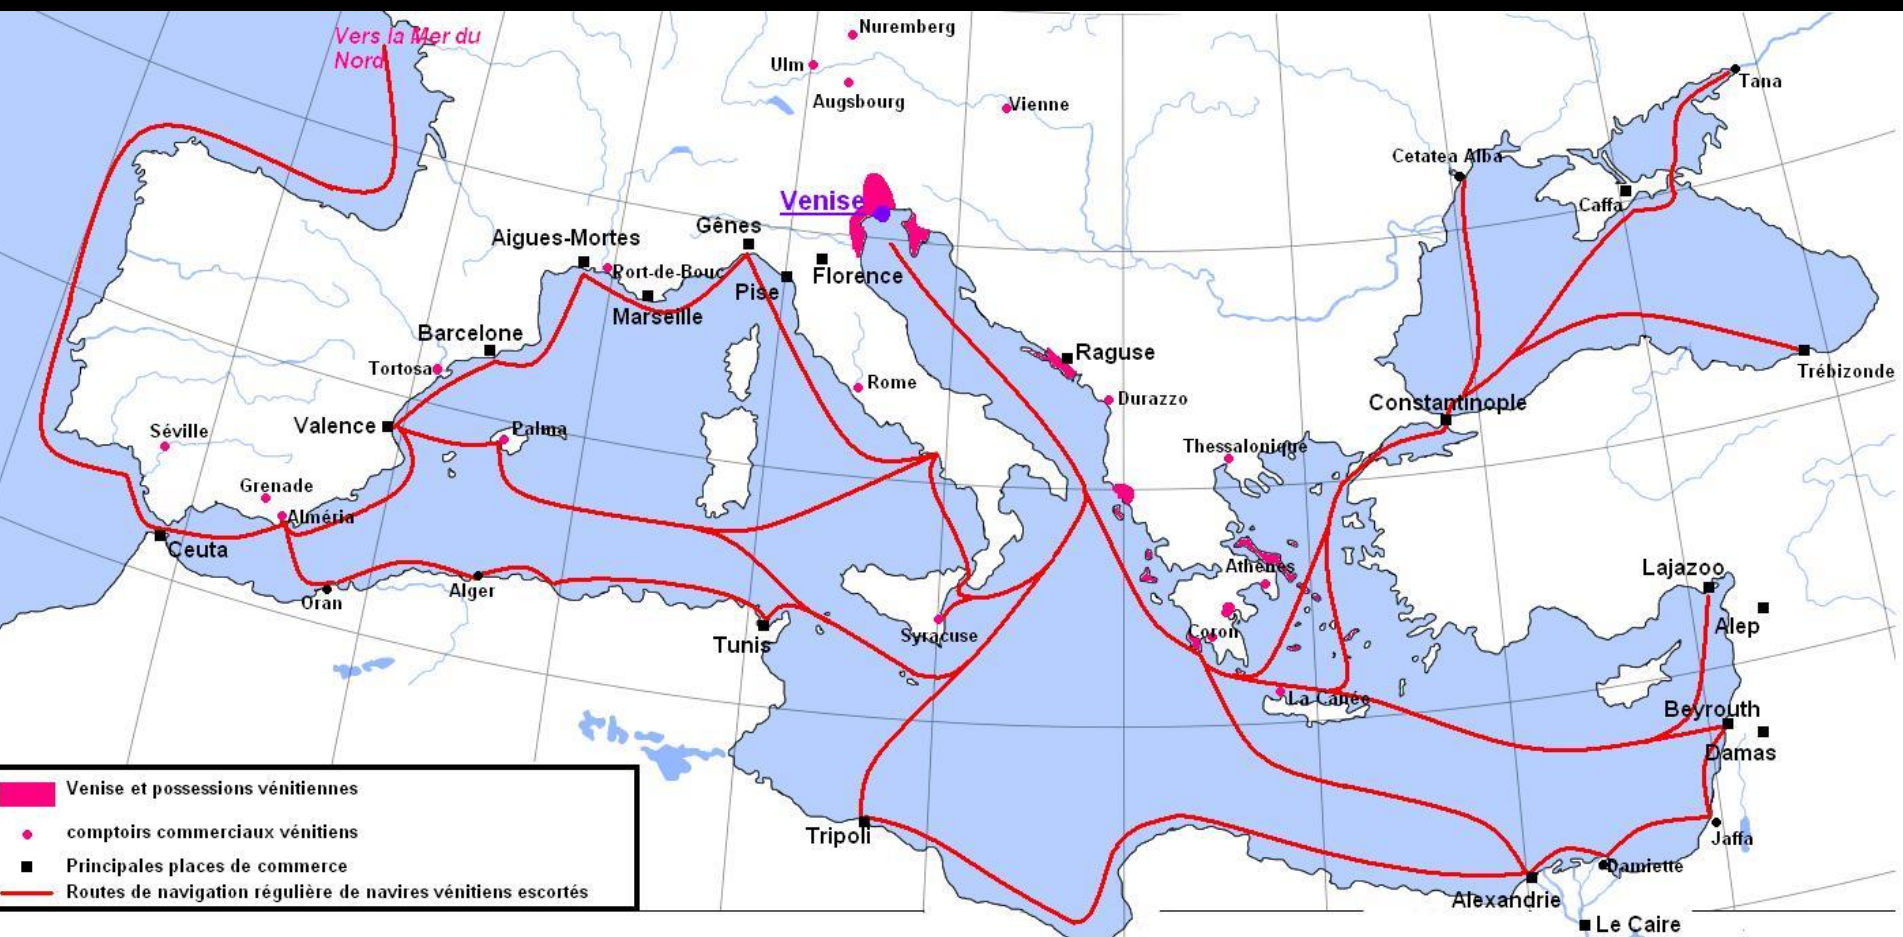 Vers la Mer du
Nord
Nuremberg
Ulm
Augsbourg
Vienne
Tana
Cetatea Alba
Caffa
Venise
Gênes
Aigues-Mortes
Port-de-Bouc
Pise
Florence
Marseille
Barcelone
Tortosa
Raguse
Trébizonde
Rome
Durazzo
Constantinople
Valence
Palma
Séville
Thessalonique
Grenade
Alméria
Ceuta
Oran
Alger
Athènes
Lajazoo
Alep
Tunis
Syracuse
Coron
La Canée
Beyrouth
Damas
Tripoli
Jaffa
Damiette
Alexandrie
Le Caire
Venise et possessions vénitiennes
comptoirs commerciaux vénitiens
Principales places de commerce
Routes de navigation régulière de navires vénitiens escortés